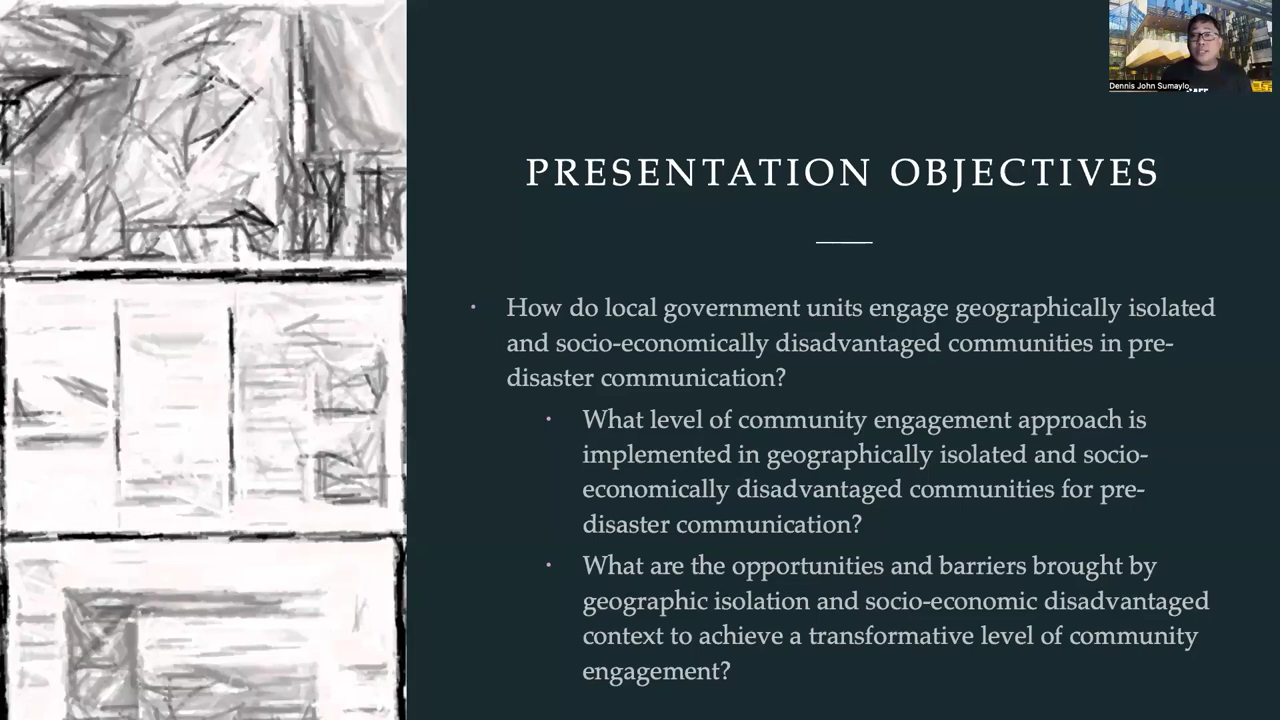 Dennis John Sumaylo
PRESENTATION OBJECTIVES
• How do local government units engage geographically isolated
and socio-economically disadvantaged communities in pre-
disaster communication?
• What level of community engagement approach is
implemented in geographically isolated and socio-
economically disadvantaged communities for pre-
disaster communication?
• What are the opportunities and barriers brought by
geographic isolation and socio-economic disadvantaged
context to achieve a transformative level of community
engagement?